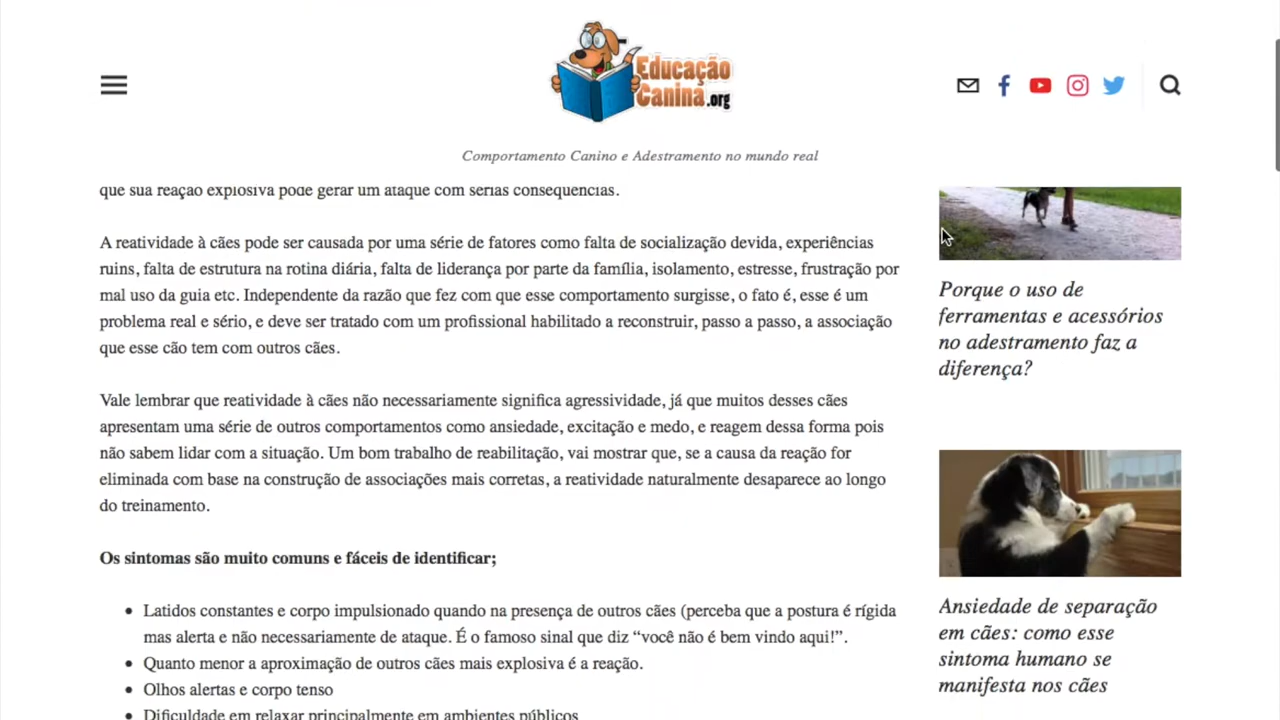 Educação
Canina.org
Comportamento Canino e Adestramento no mundo real
que sua reação explosiva pode gerar um ataque com sérias consequências.
A reatividade à cães pode ser causada por uma série de fatores como falta de socialização devida, experiências
ruins, falta de estrutura na rotina diária, falta de liderança por parte da família, isolamento, estresse, frustração por
mal uso da guia etc. Independente da razão que fez com que esse comportamento surgisse, o fato é, esse é um
problema real e sério, e deve ser tratado com um profissional habilitado a reconstruir, passo a passo, a associação
que esse cão tem com outros cães.
Vale lembrar que reatividade à cães não necessariamente significa agressividade, já que muitos desses cães
apresentam uma série de outros comportamentos como ansiedade, excitação e medo, e reagem dessa forma pois
não sabem lidar com a situação. Um bom trabalho de reabilitação, vai mostrar que, se a causa da reação for
eliminada com base na construção de associações mais corretas, a reatividade naturalmente desaparece ao longo
do treinamento.
Os sintomas são muito comuns e fáceis de identificar;
• Latidos constantes e corpo impulsionado quando na presença de outros cães (perceba que a postura é rígida
mas alerta e não necessariamente de ataque. É o famoso sinal que diz “você não é bem vindo aqui!”.
• Quanto menor a aproximação de outros cães mais explosiva é a reação.
• Olhos alertas e corpo tenso
• Dificuldade em relaxar principalmente em ambientes públicos
Porque o uso de
ferramentas e acessórios
no adestramento faz a
diferença?
Ansiedade de separação
em cães: como esse
sintoma humano se
manifesta nos cães